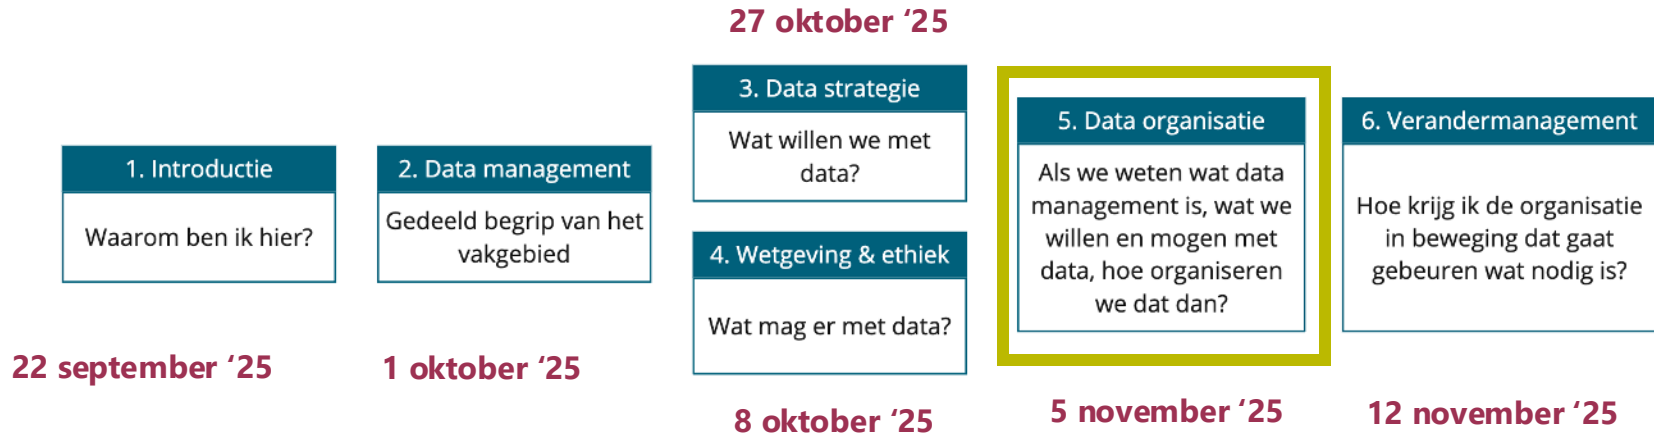 1. Introductie
Waarom ben ik hier?
22 september ‘25
2. Data management
Gedeeld begrip van het
vakgebied
1 oktober ‘25
27 oktober ‘25
3. Data strategie
Wat willen we met
data?
4. Wetgeving & ethiek
Wat mag er met data?
8 oktober ‘25
5. Data organisatie
Als we weten wat data
management is, wat we
willen en mogen met
data, hoe organiseren
we dat dan?
5 november ‘25
6. Verandermanagement
Hoe krijg ik de organisatie
in beweging dat gaat
gebeuren wat nodig is?
12 november ‘25